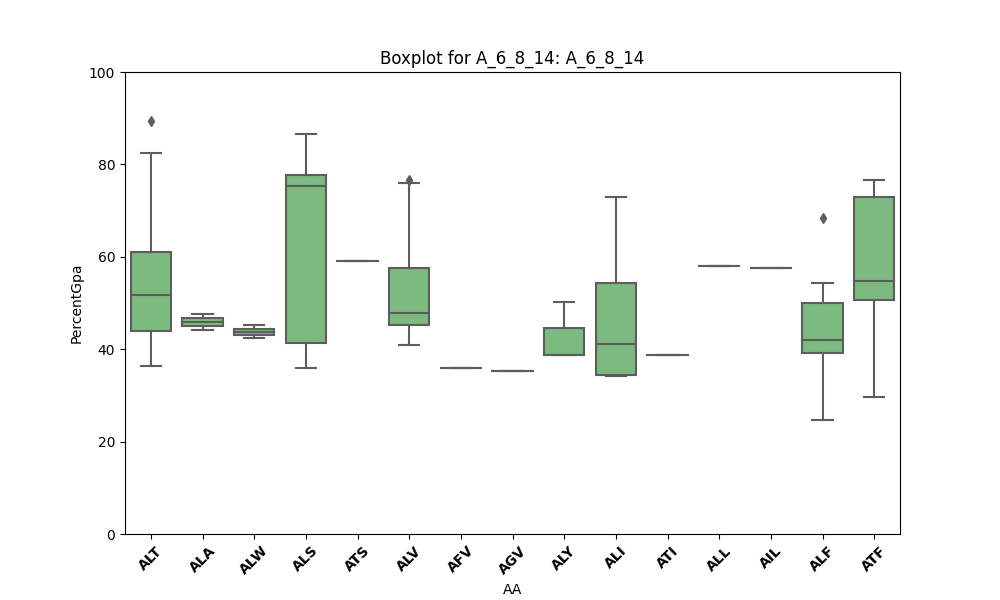 Boxplot for A_6_8_14: A_6_8_14
100
80
60
40
20
0
PercentGpa
ALT ALA ALW ALS ATS ALV AFV AGV ALY ALI ATI ALL AIL ALF ATF
AA